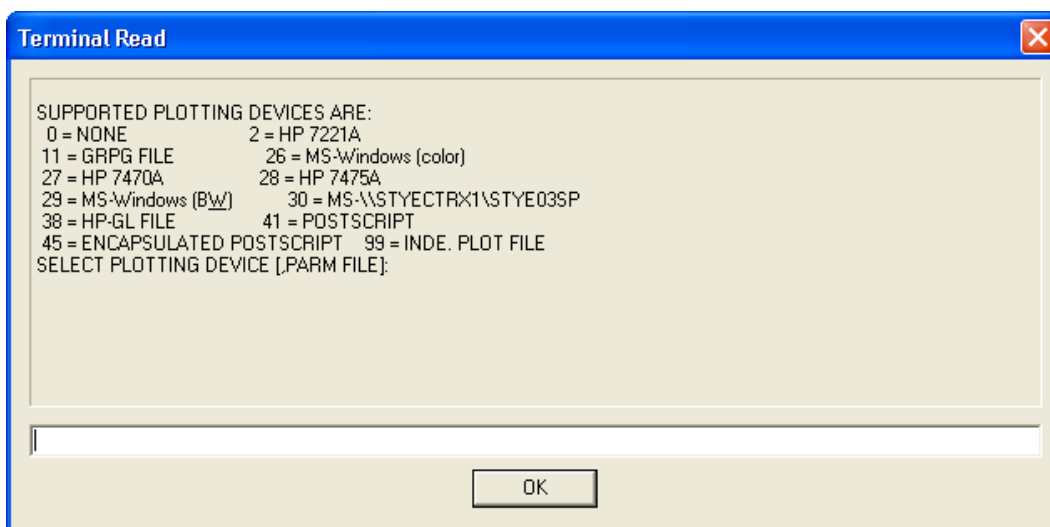 Terminal Read
SUPPORTED PLOTTING DEVICES ARE:
0 = NONE 2 = HP 7221A
11 = GRPG FILE 26 = MS-Windows (color)
27 = HP 7470A 28 = HP 7475A
29 = MS-Windows (BW) 30 = MS-\\STYECTRX1\STYE03SP
38 = HP-GL FILE 41 = POSTSCRIPT
45 = ENCAPSULATED POSTSCRIPT 99 = INDE. PLOT FILE
SELECT PLOTTING DEVICE [,PARM FILE]:
OK